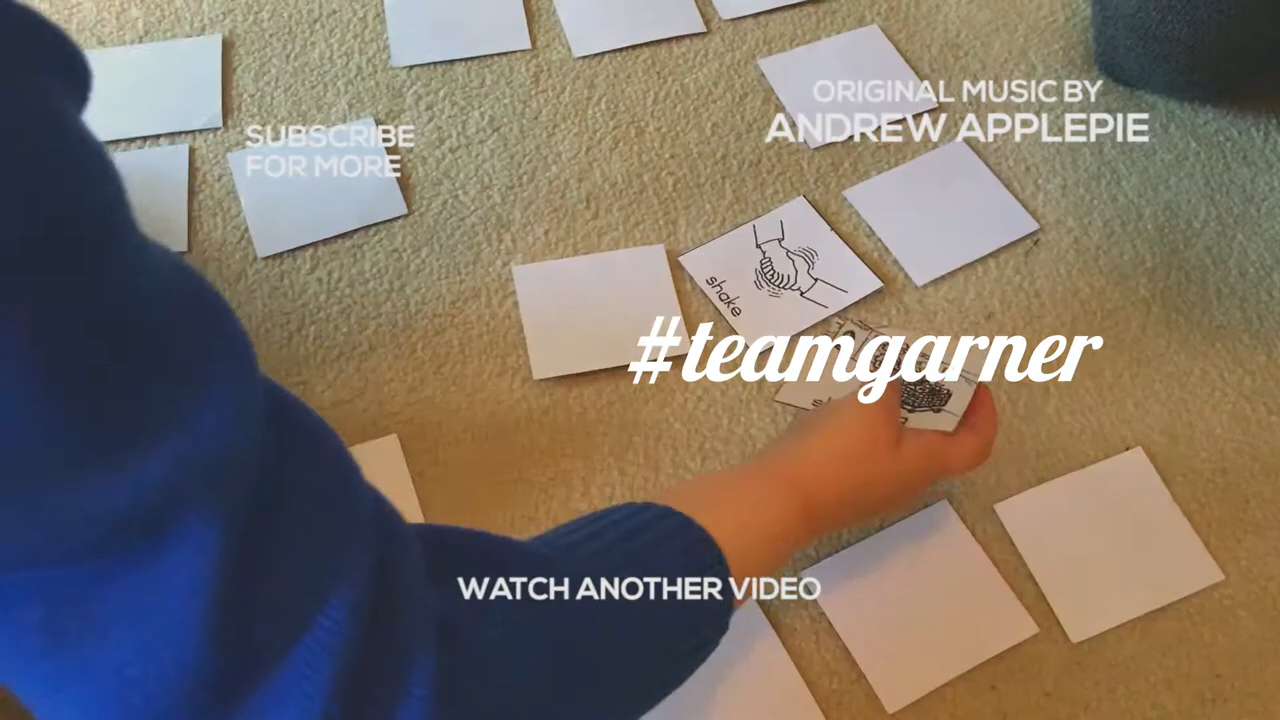 SUBSCRIBE
FOR MORE
ORIGINAL MUSIC BY
ANDREW APPLEPIE
shake
#teamgarner
WATCH ANOTHER VIDEO